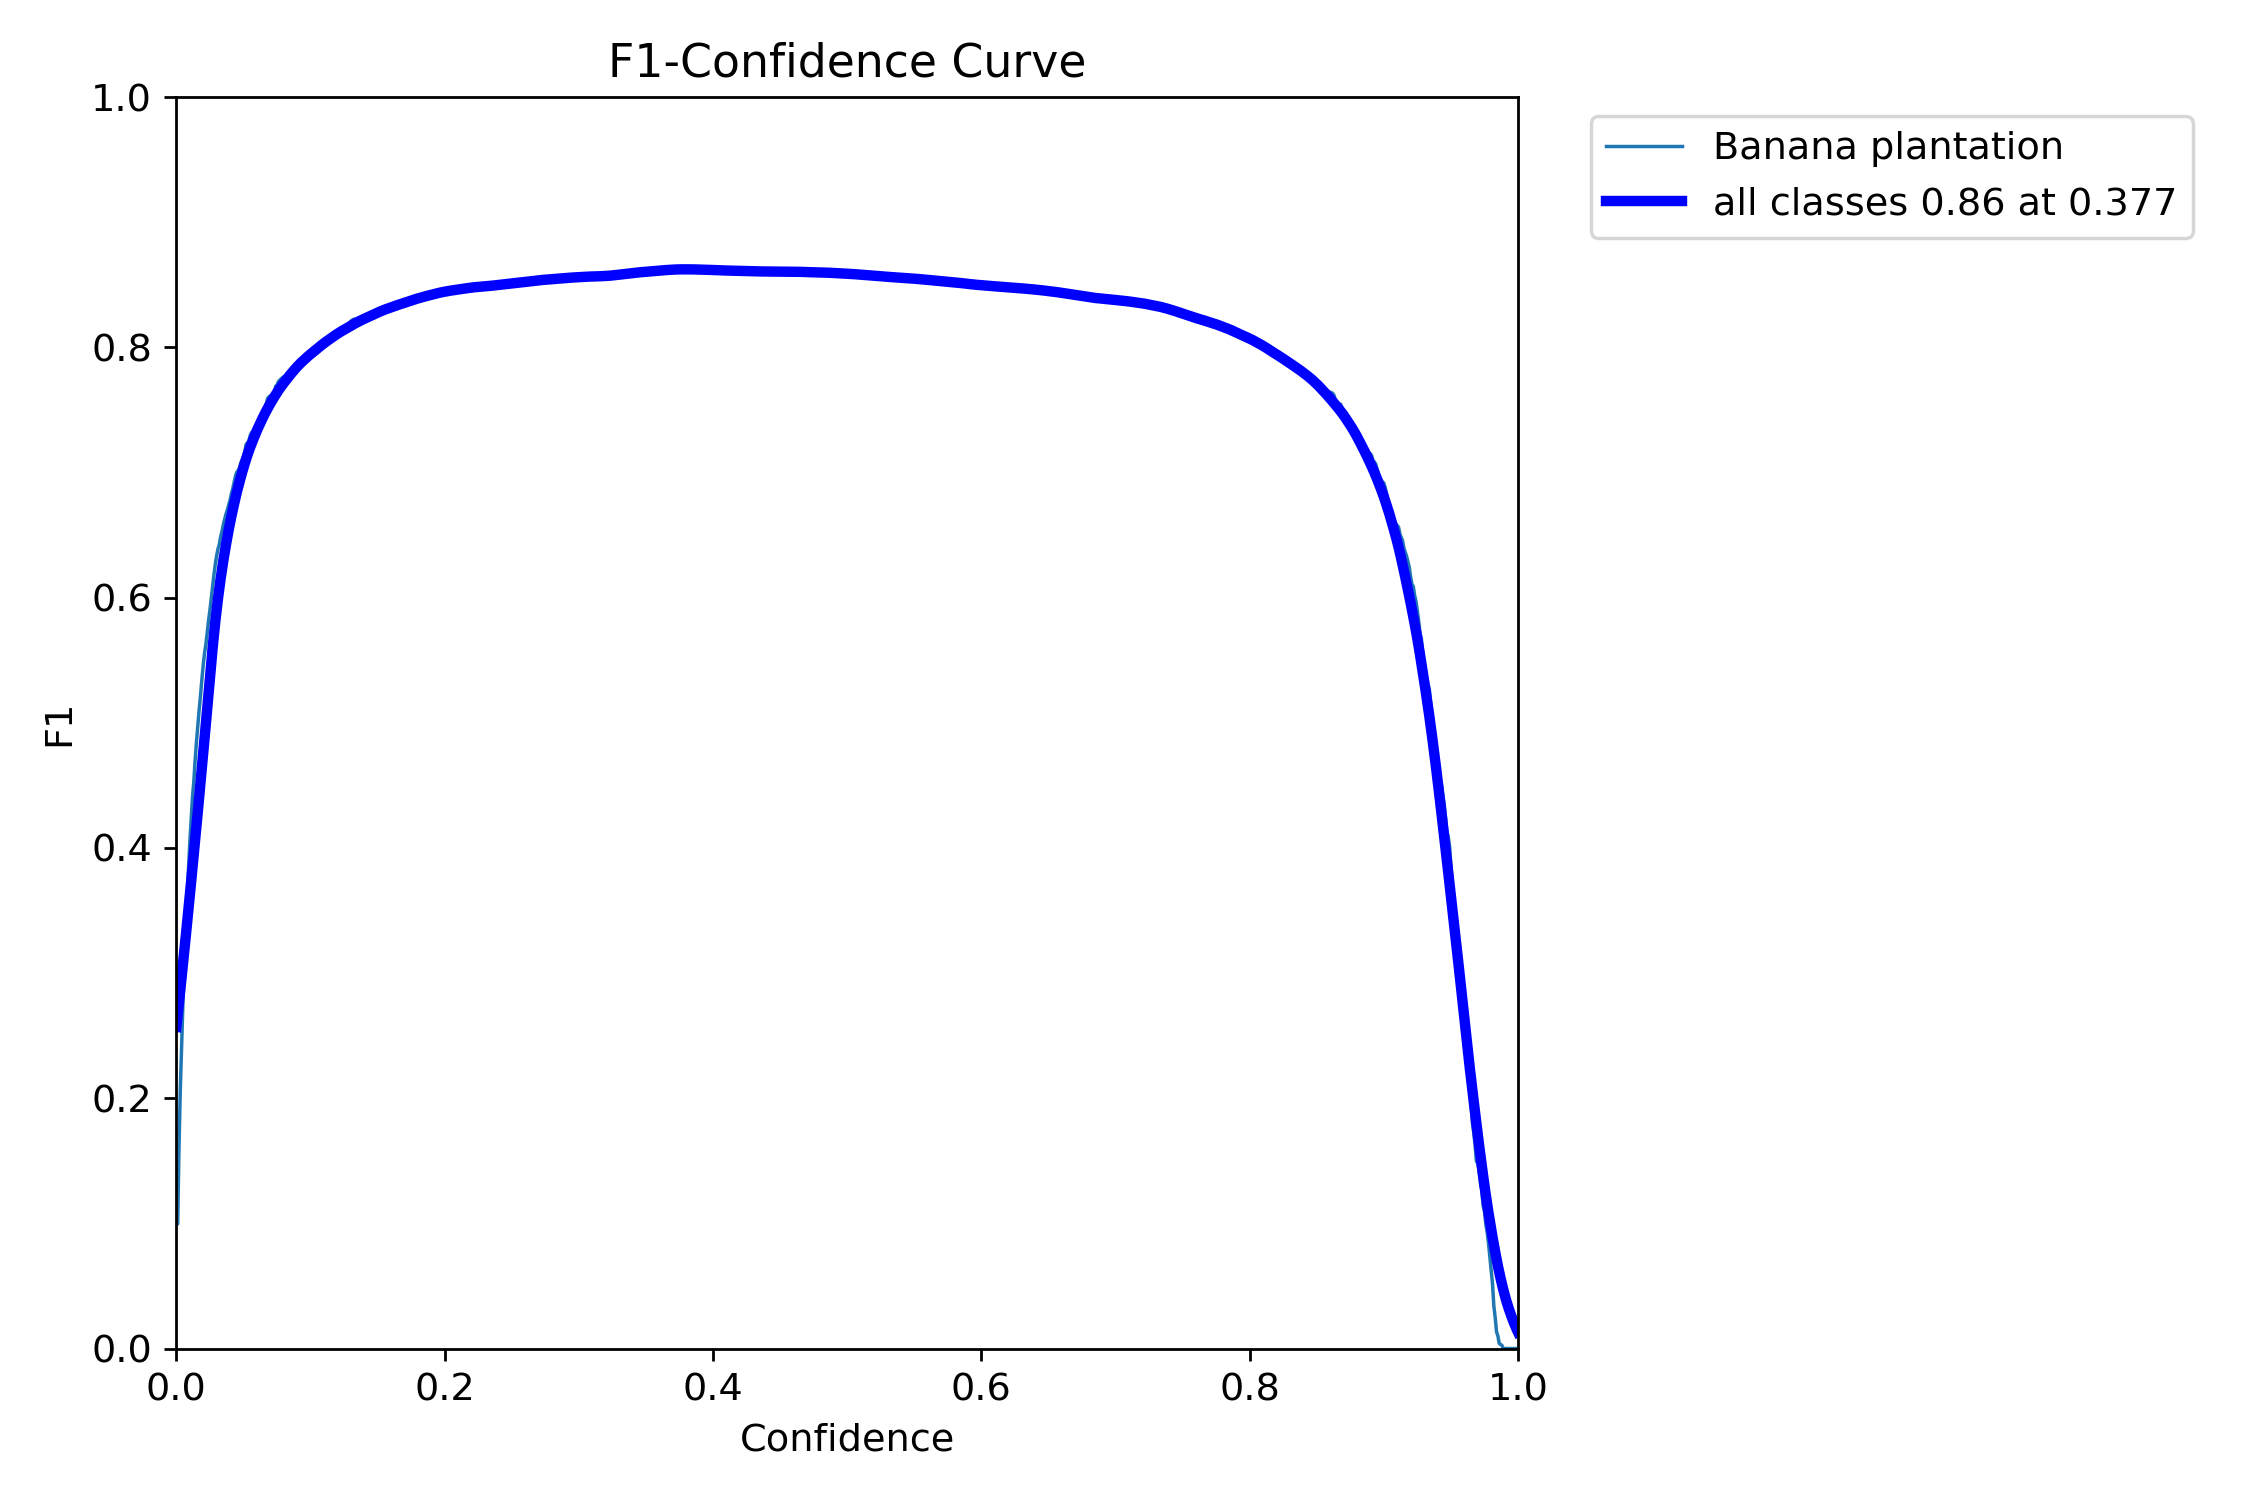 F1-Confidence Curve
1.0
0.8
0.6
0.4
0.2
0.0
F1
0.0 0.2 0.4 0.6 0.8 1.0
Confidence
Banana plantation
all classes 0.86 at 0.377